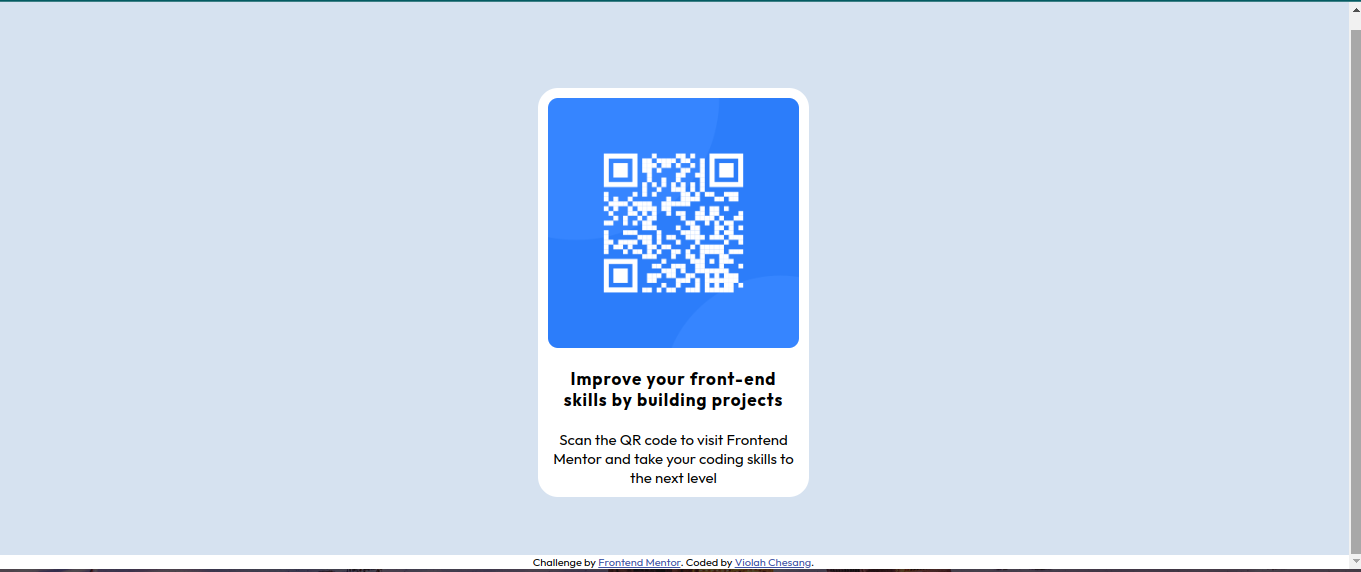 Improve your front-end
skills by building projects
Scan the QR code to visit Frontend
Mentor and take your coding skills to
the next level
Challenge by Frontend Mentor. Coded by Violah Chesang.